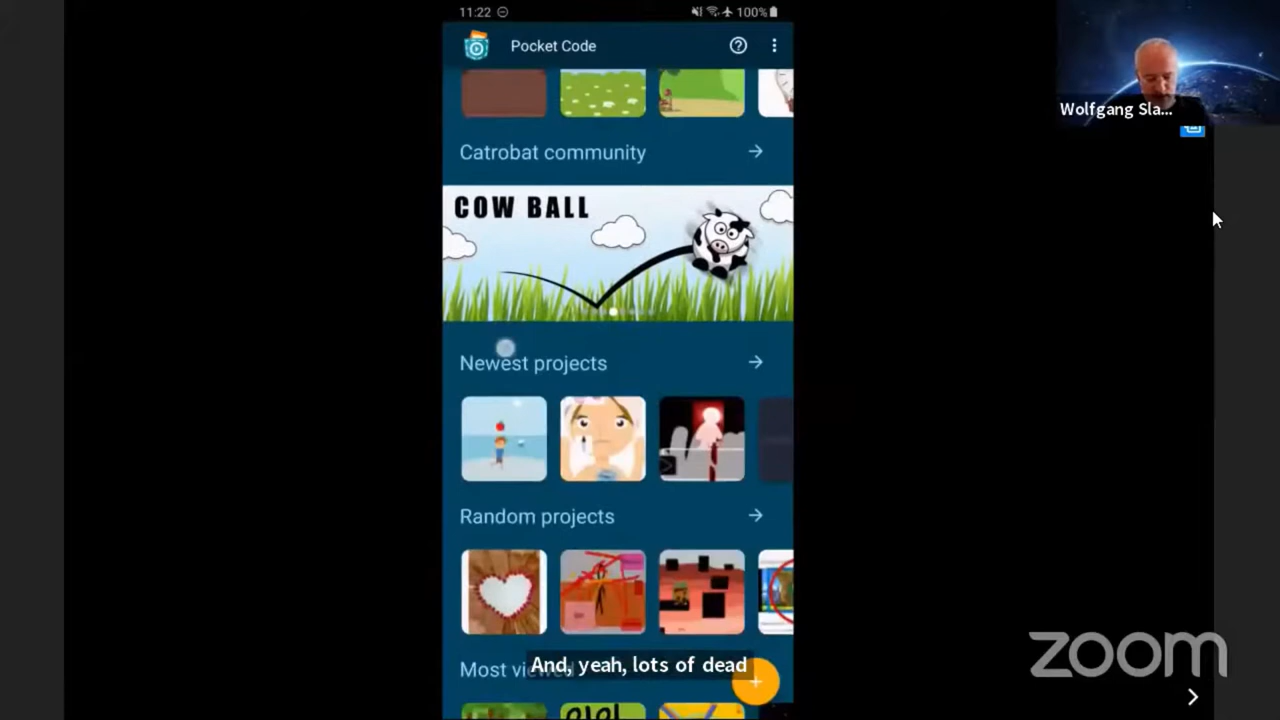 11:22
100%
Pocket Code
Wolfgang Sla...
Catrobat community
COW BALL
Newest projects
Random projects
And, yeah, lots of dead
zoom